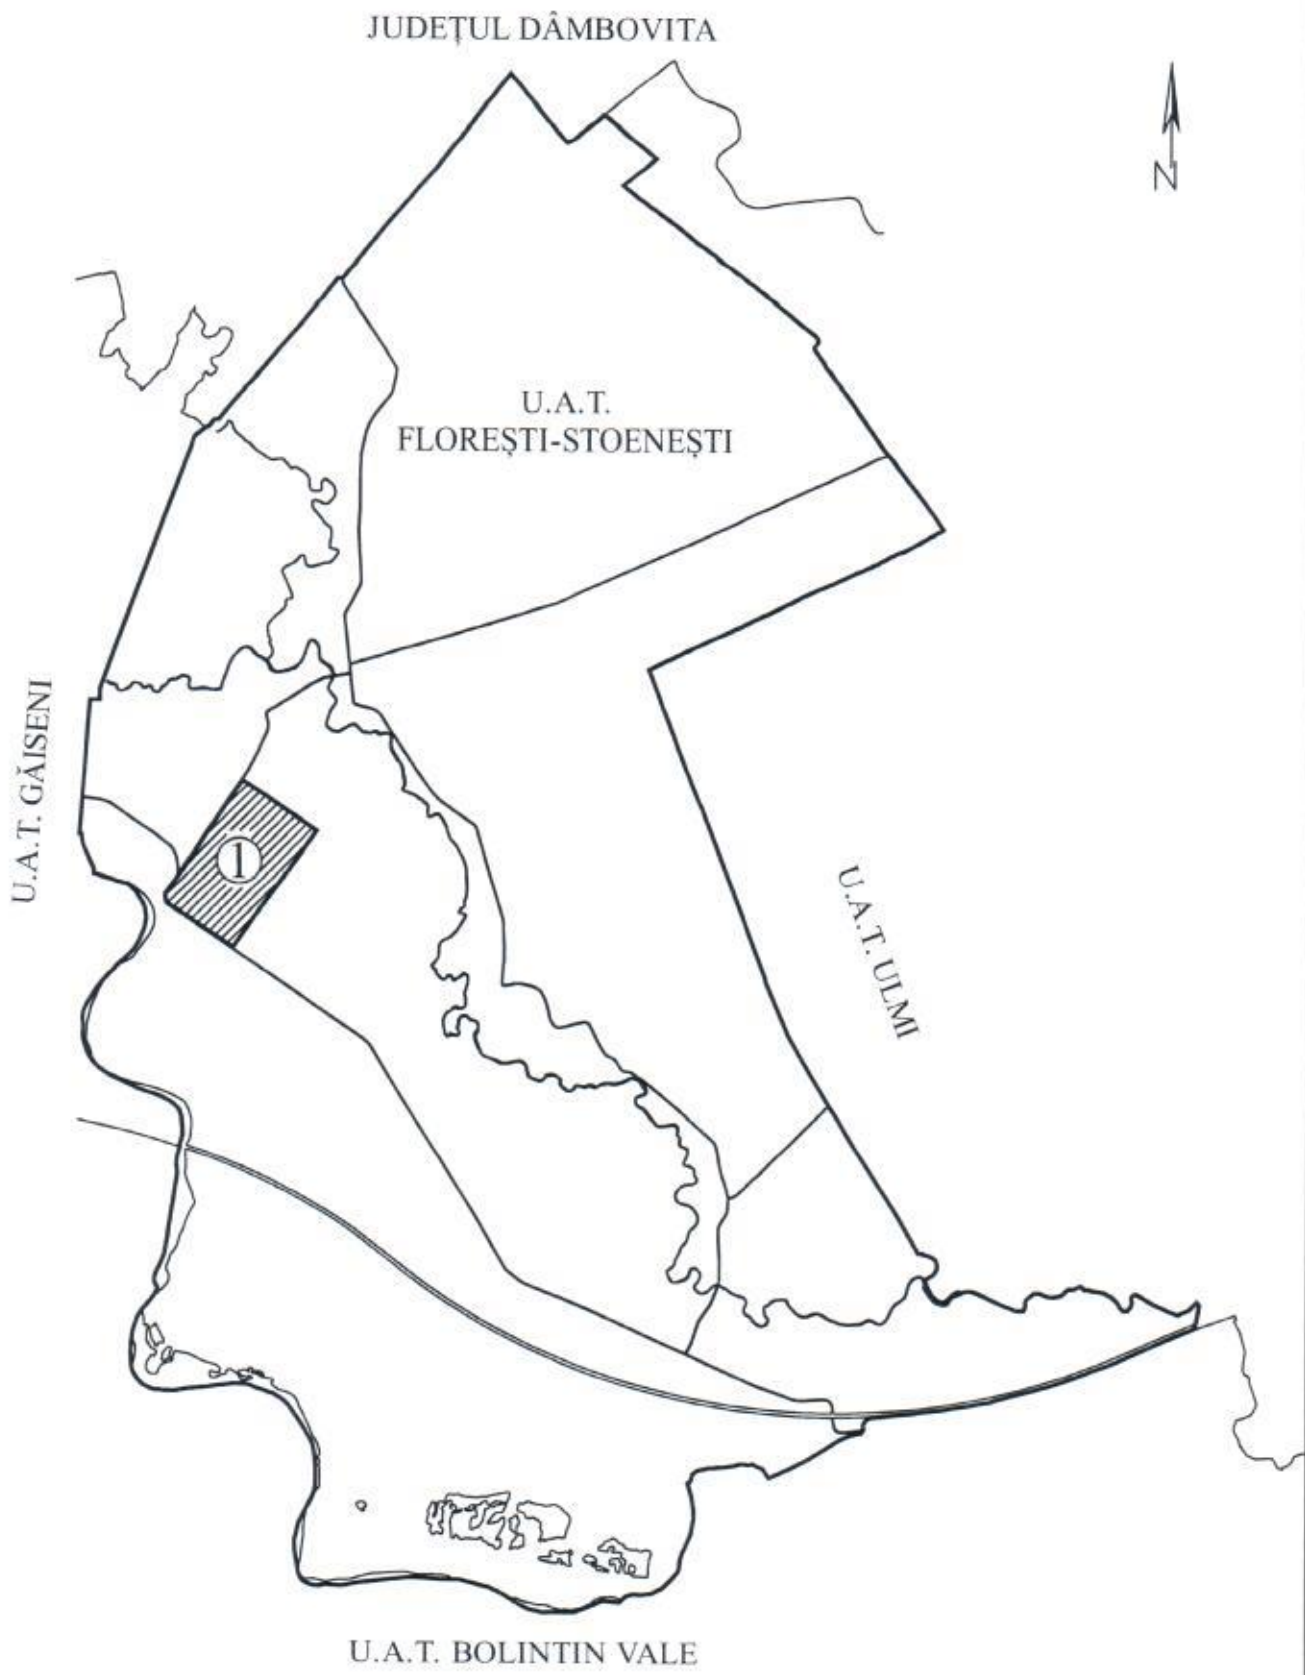 JUDEȚUL DÂMBOVITA
N
U.A.T.
FLOREȘTI-STOENEȘTI
U.A.T. GĂISENI
1
U.A.T. ULMI
U.A.T. BOLINTIN VALE